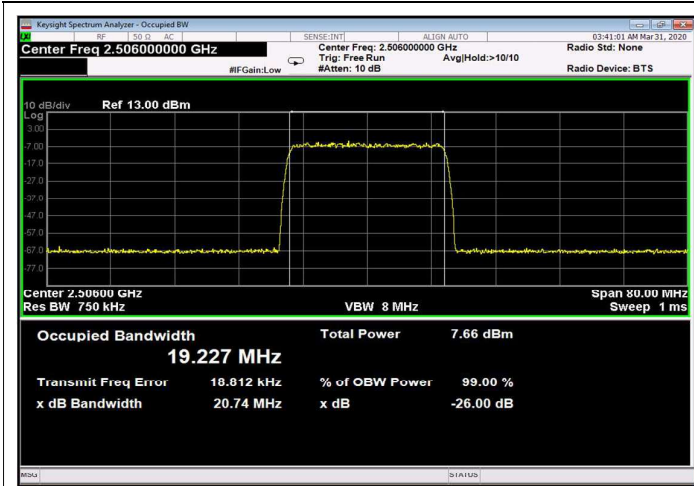 Keysight Spectrum Analyzer - Occupied BW
RF 50 Ω AC SENSE:INT ALIGN AUTO 03:41:01 AM Mar 31, 2020
Center Freq 2.506000000 GHz Center Freq: 2.506000000 GHz Radio Std: None
Trig: Free Run Avg|Hold:>10/10
#IFGain:Low #Atten: 10 dB Radio Device: BTS
10 dB/div Ref 13.00 dBm
Log
3.00
-7.00
-17.0
-27.0
-37.0
-47.0
-57.0
-67.0
-77.0
Center 2.50600 GHz Span 80.00 MHz
Res BW 750 kHz VBW 8 MHz Sweep 1 ms
Occupied Bandwidth Total Power 7.66 dBm
19.227 MHz
Transmit Freq Error 18.812 kHz % of OBW Power 99.00 %
x dB Bandwidth 20.74 MHz x dB -26.00 dB
MSG STATUS